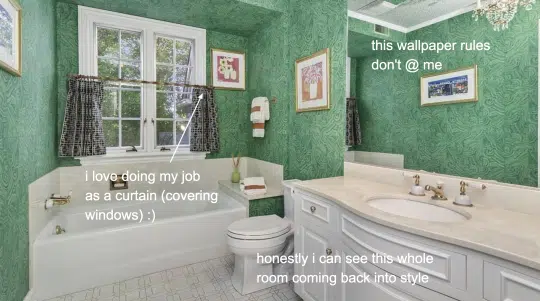 this wallpaper rules
don't @ me
i love doing my job
as a curtain (covering
windows) :)
honestly i can see this whole
room coming back into style